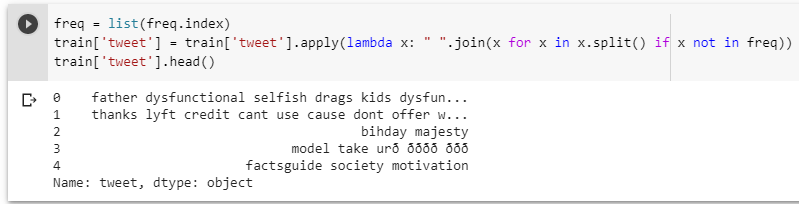 freq = list(freq.index)
train['tweet'] = train['tweet'].apply(lambda x: " ".join(x for x in x.split() if x not in freq))
train['tweet'].head()
0    father dysfunctional selfish drags kids dysfun...
1    thanks lyft credit cant use cause dont offer w...
2                                       bihday majesty
3                              model take urð ðððð ððð
4                         factsguide society motivation
Name: tweet, dtype: object